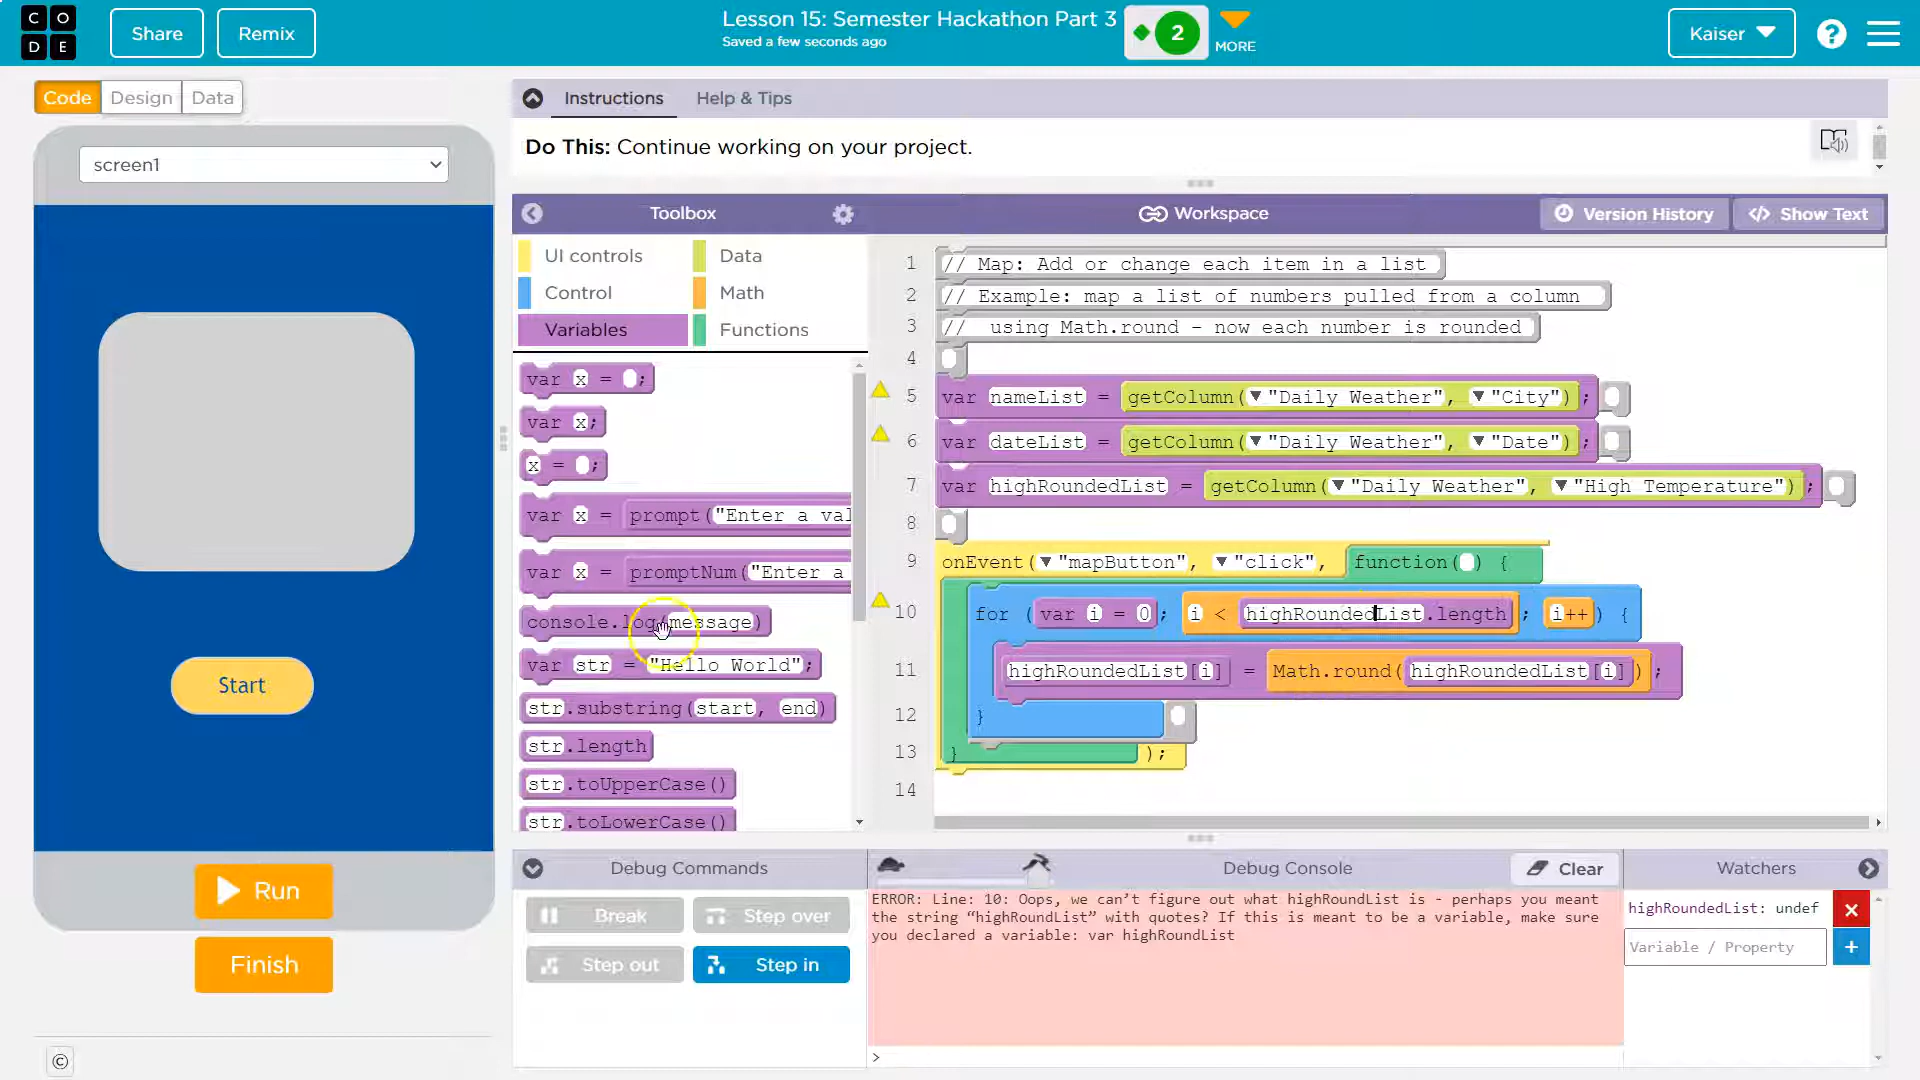 CODE
Share
Remix
Lesson 15: Semester Hackathon Part 3
Saved a few seconds ago
2
MORE
Kaiser
?
Code
Design
Data
Instructions
Help & Tips
screen1
Do This: Continue working on your project.
Toolbox
Workspace
Version History
Show Text
UI controls
Data
Control
Math
Variables
Functions
var x = ;
var x;
x = ;
var x = prompt("Enter a val
var x = promptNum("Enter a
console.log(message)
var str = "Hello World";
str.substring(start, end)
str.length
str.toUpperCase()
str.toLowerCase()
1 // Map: Add or change each item in a list
2 // Example: map a list of numbers pulled from a column
3 // using Math.round - now each number is rounded
4
5 var nameList = getColumn("Daily Weather", "City");
6 var dateList = getColumn("Daily Weather", "Date");
7 var highRoundedList = getColumn("Daily Weather", "High Temperature");
8
9 onEvent("mapButton", "click", function( ) {
10 for (var i = 0; i < highRoundedList.length; i++) {
11 highRoundedList[i] = Math.round(highRoundedList[i]);
12 }
13 });
14
Start
Run
Finish
©
Debug Commands
Break
Step over
Step out
Step in
Debug Console
Clear
Watchers
ERROR: Line: 10: Oops, we can't figure out what highRoundList is - perhaps you meant
the string "highRoundList" with quotes? If this is meant to be a variable, make sure
you declared a variable: var highRoundList
>
highRoundedList: undef
Variable / Property